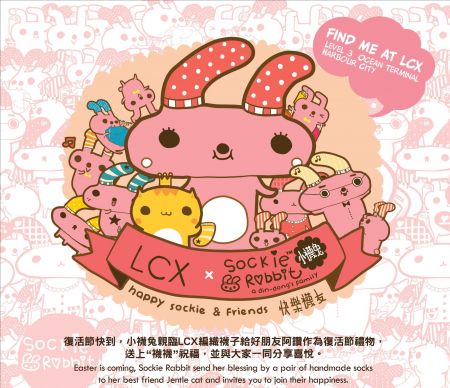 FIND ME AT LCX
LEVEL 3 OCEAN TERMINAL
HARBOUR CITY
LCX × SOCKIE™
RABBIT 小襪兔
a din-dong's family
happy sockie & friends 快樂襪友
復活節快到，小襪兔親臨LCX編織襪子給好朋友阿鑽作為復活節禮物，
送上“襪襪”祝福，並與大家一同分享喜悅。
Easter is coming, Sockie Rabbit send her blessing by a pair of handmade socks
to her best friend Jentle cat and invites you to join their happiness.